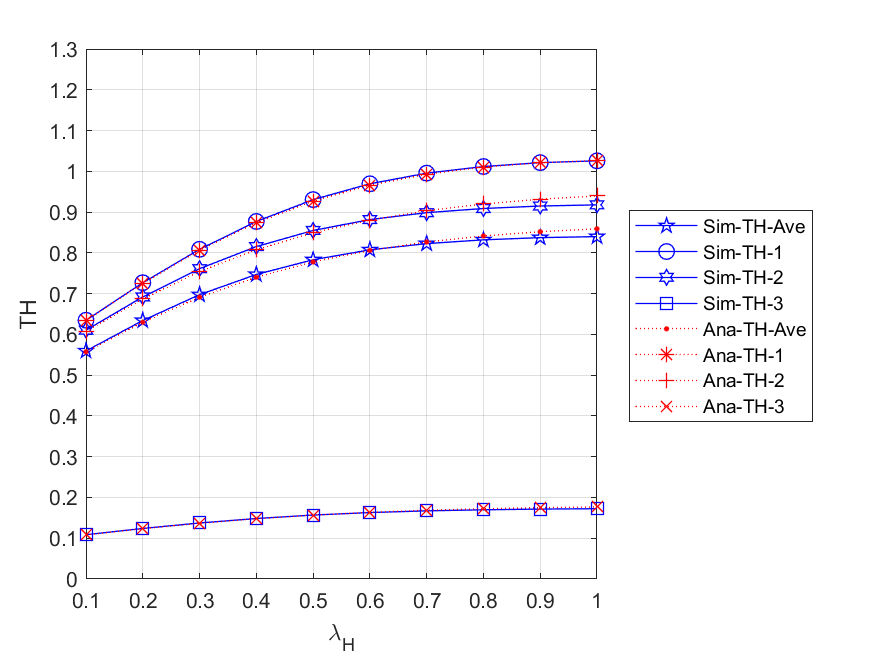 1.3
1.2
1.1
1
0.9
0.8
0.7
0.6
0.5
0.4
0.3
0.2
0.1
0
TH
0.1 0.2 0.3 0.4 0.5 0.6 0.7 0.8 0.9 1
λH
Sim-TH-Ave
Sim-TH-1
Sim-TH-2
Sim-TH-3
Ana-TH-Ave
Ana-TH-1
Ana-TH-2
Ana-TH-3